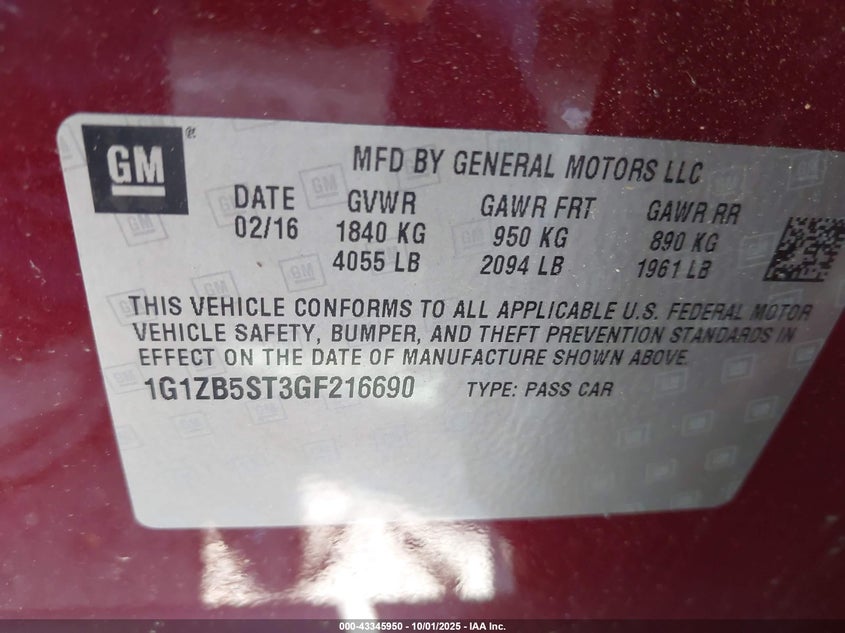 GM
MFD BY GENERAL MOTORS LLC
DATE GVWR GAWR FRT GAWR RR
02/16 1840 KG 950 KG 890 KG
4055 LB 2094 LB 1961 LB
THIS VEHICLE CONFORMS TO ALL APPLICABLE U.S. FEDERAL MOTOR
VEHICLE SAFETY, BUMPER, AND THEFT PREVENTION STANDARDS IN
EFFECT ON THE DATE OF MANUFACTURE SHOWN ABOVE.
1G1ZB5ST3GF216690 TYPE: PASS CAR
000-43345950 - 10/01/2025 - IAA Inc.